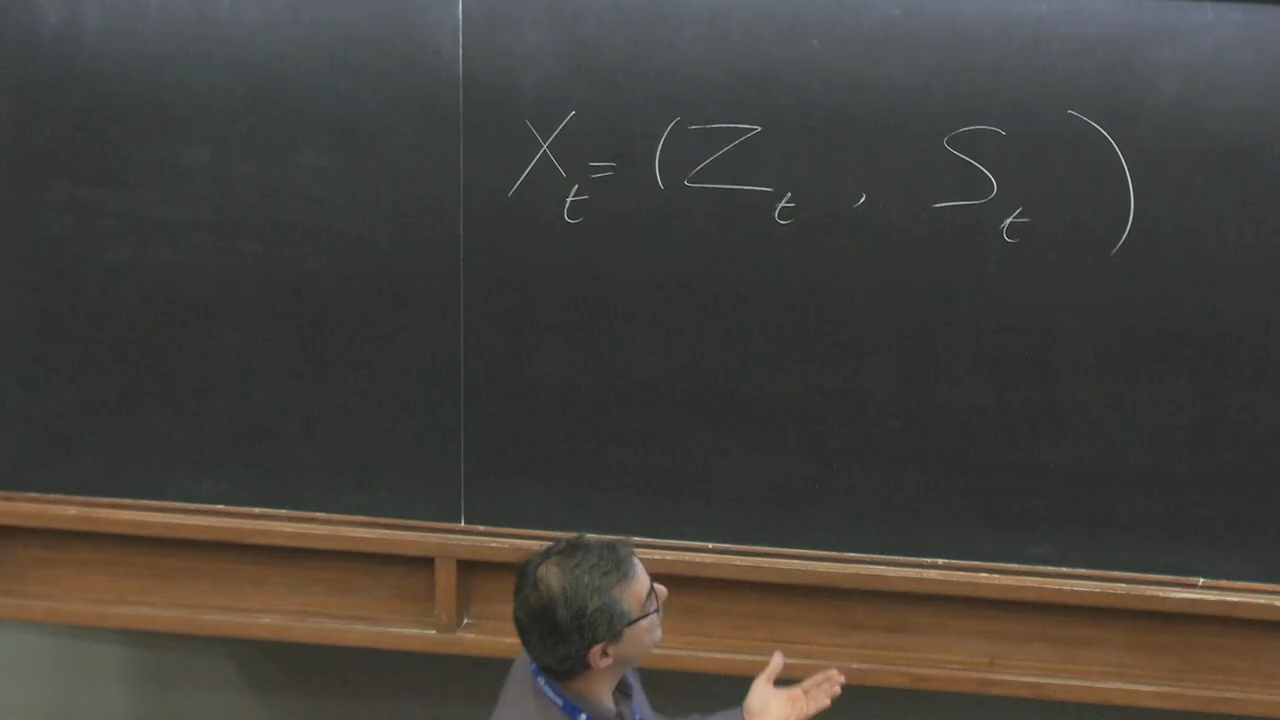 X_t = (Z_t , S_t )